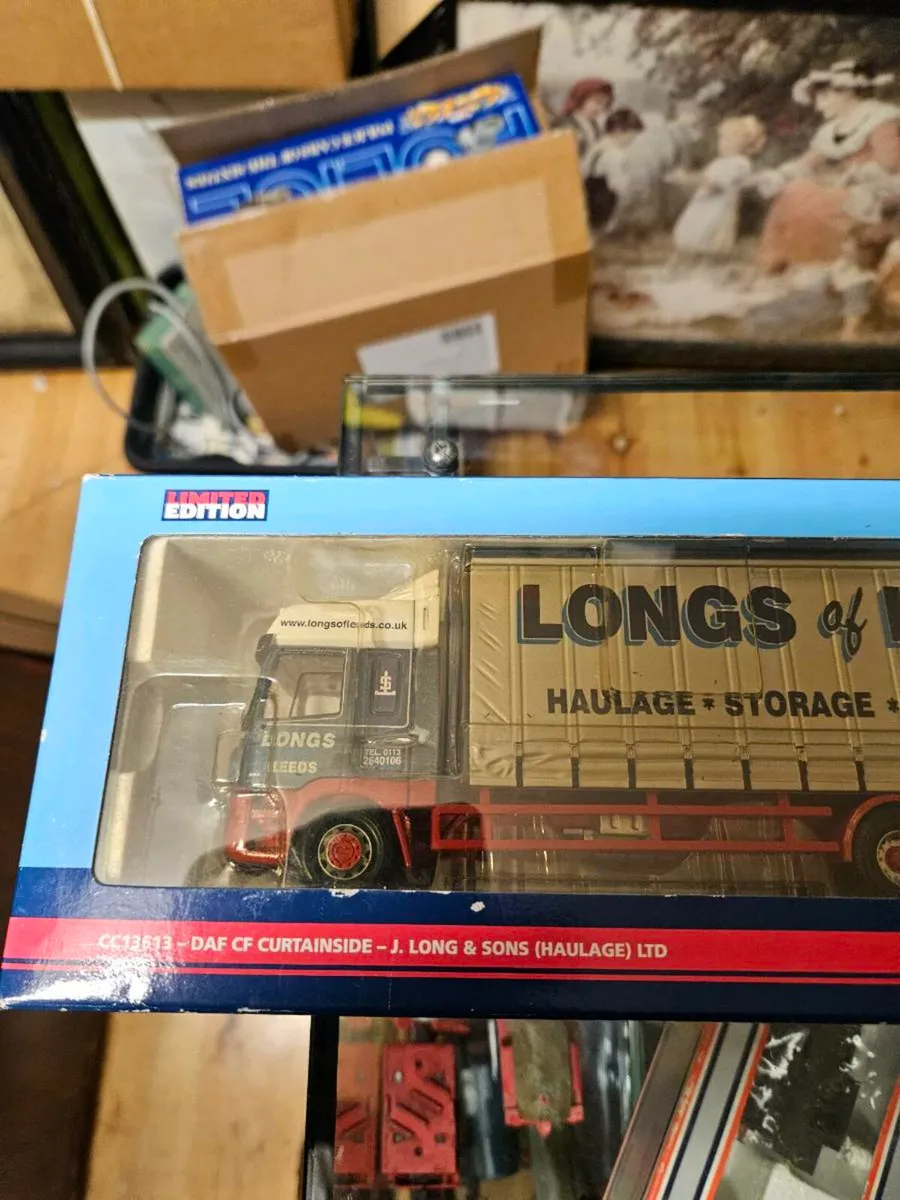 LIMITED
EDITION
www.longsofleeds.co.uk
LONGS of
HAULAGE * STORAGE *
LONGS
LEEDS
TEL. 0113
2640106
CC13613 – DAF CF CURTAINSIDE – J. LONG & SONS (HAULAGE) LTD